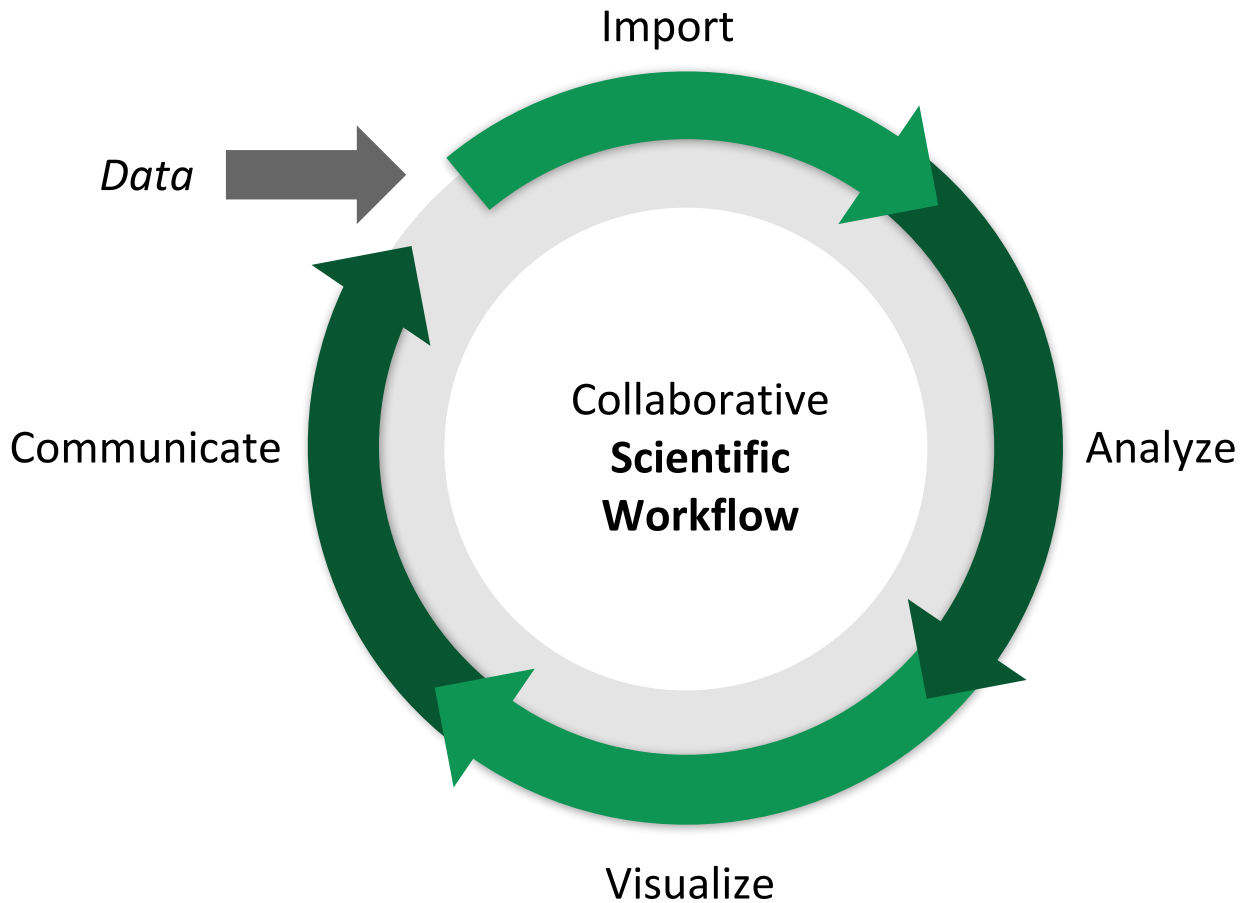 Import
Data
Communicate
Collaborative
Scientific
Workflow
Analyze
Visualize